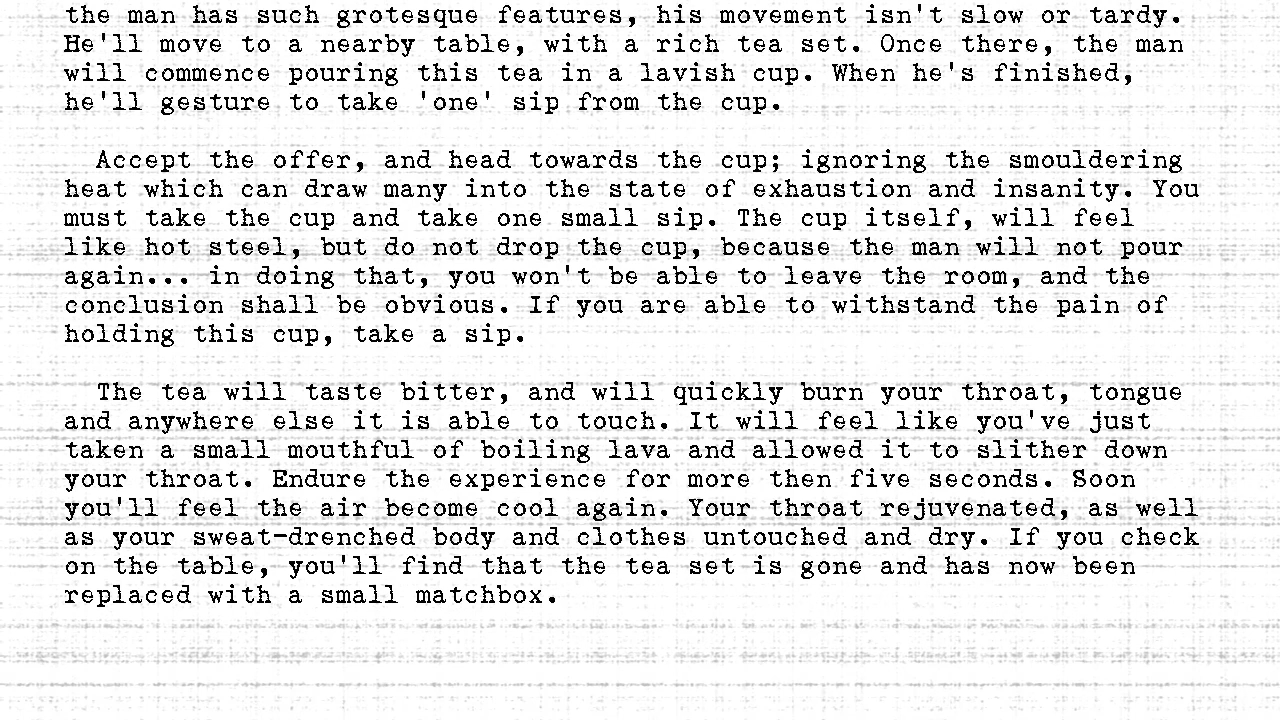 the man has such grotesque features, his movement isn't slow or tardy.
He'll move to a nearby table, with a rich tea set. Once there, the man
will commence pouring this tea in a lavish cup. When he's finished,
he'll gesture to take 'one' sip from the cup.
Accept the offer, and head towards the cup; ignoring the smouldering
heat which can draw many into the state of exhaustion and insanity. You
must take the cup and take one small sip. The cup itself, will feel
like hot steel, but do not drop the cup, because the man will not pour
again... in doing that, you won't be able to leave the room, and the
conclusion shall be obvious. If you are able to withstand the pain of
holding this cup, take a sip.
The tea will taste bitter, and will quickly burn your throat, tongue
and anywhere else it is able to touch. It will feel like you've just
taken a small mouthful of boiling lava and allowed it to slither down
your throat. Endure the experience for more then five seconds. Soon
you'll feel the air become cool again. Your throat rejuvenated, as well
as your sweat-drenched body and clothes untouched and dry. If you check
on the table, you'll find that the tea set is gone and has now been
replaced with a small matchbox.